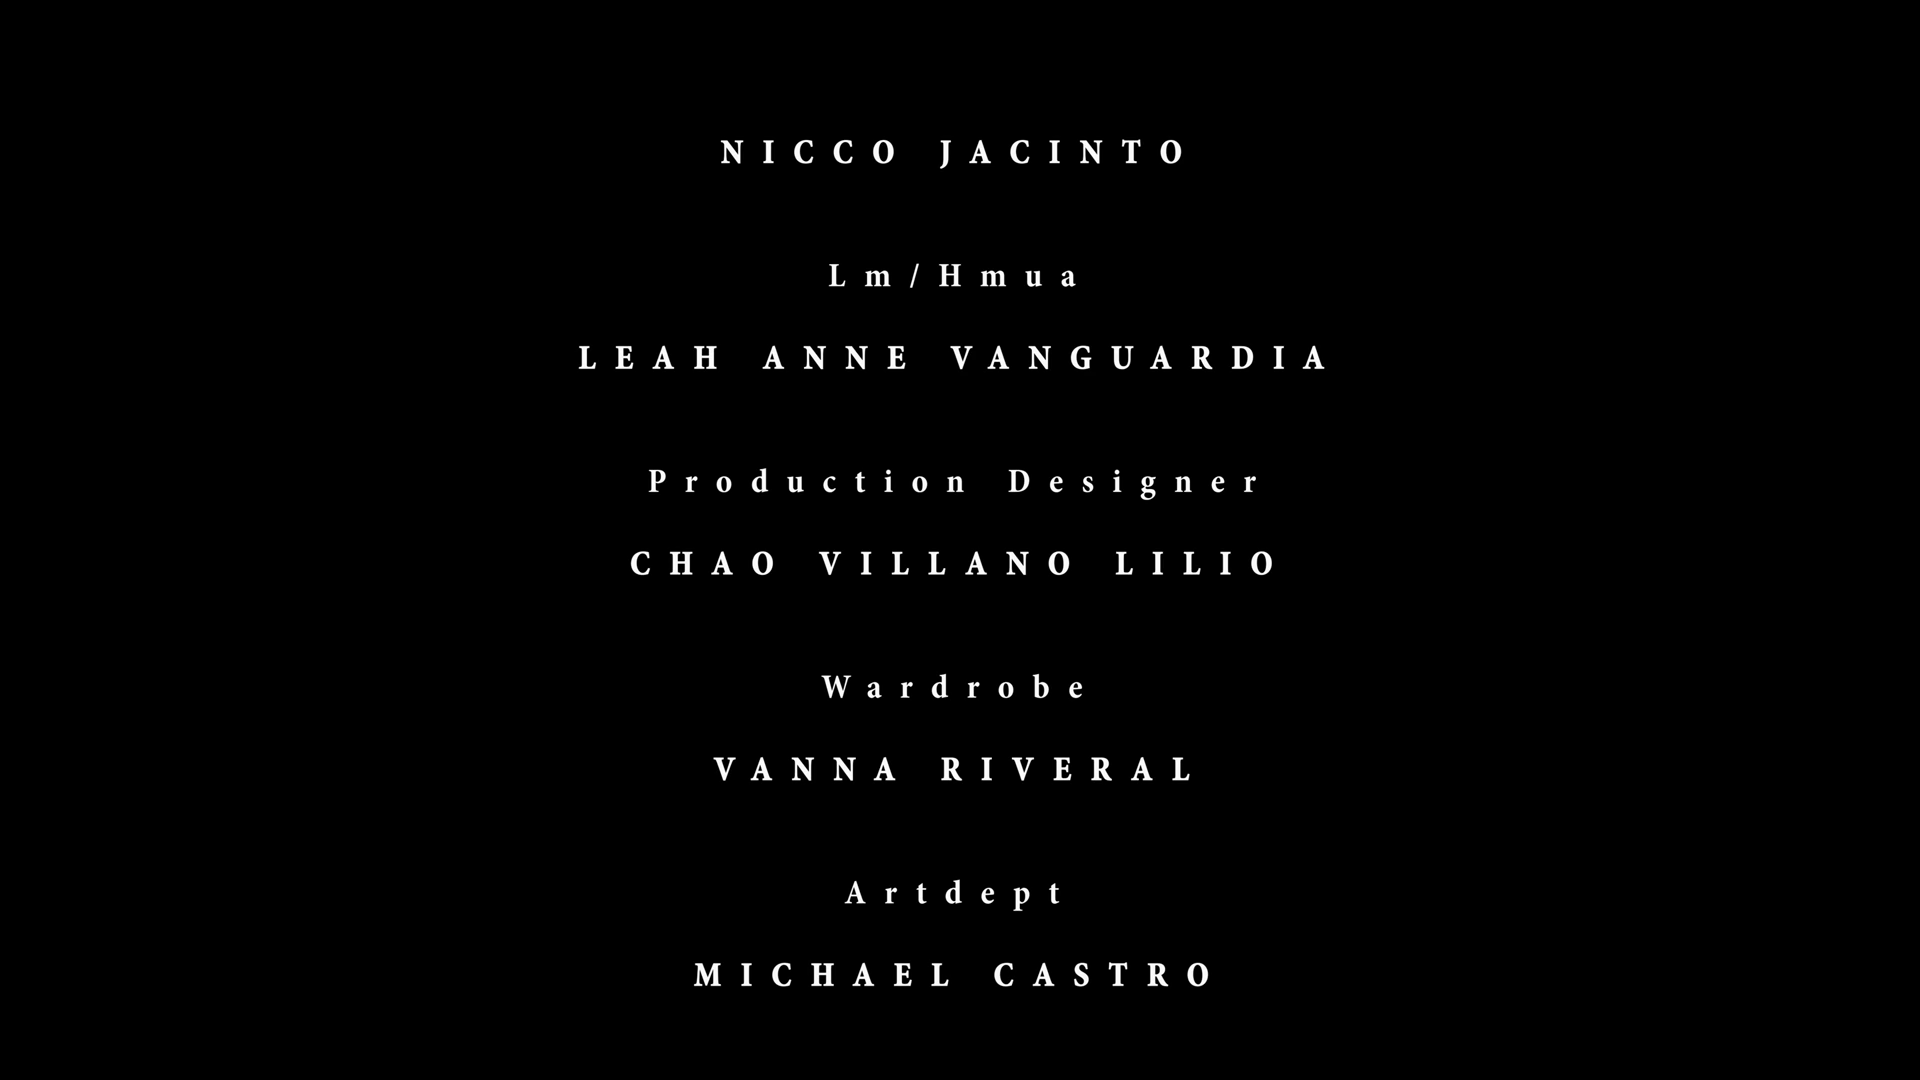 NICCO JACINTO
Lm/Hmua
LEAH ANNE VANGUARDIA
Production Designer
CHAO VILLANO LILIO
Wardrobe
VANNA RIVERAL
Artdept
MICHAEL CASTRO